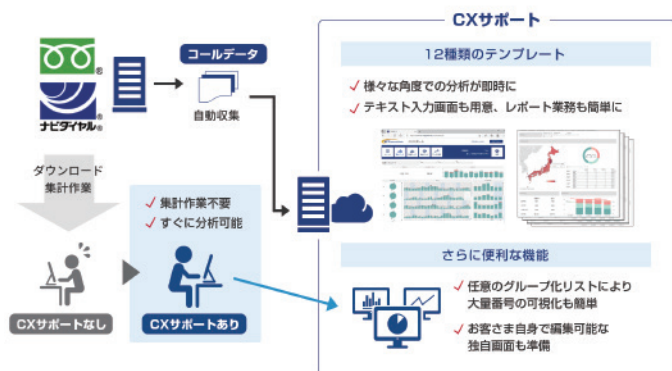 CXサポート
コールデータ
自動収集
ナビダイヤル®
ダウンロード
集計作業
✓ 集計作業不要
✓ すぐに分析可能
CXサポートなし
CXサポートあり
12種類のテンプレート
✓ 様々な角度での分析が即時に
✓ テキスト入力画面も用意、レポート業務も簡単に
さらに便利な機能
✓ 任意のグループ化リストにより
大量番号の可視化も簡単
✓ お客さま自身で編集可能な
独自画面も準備